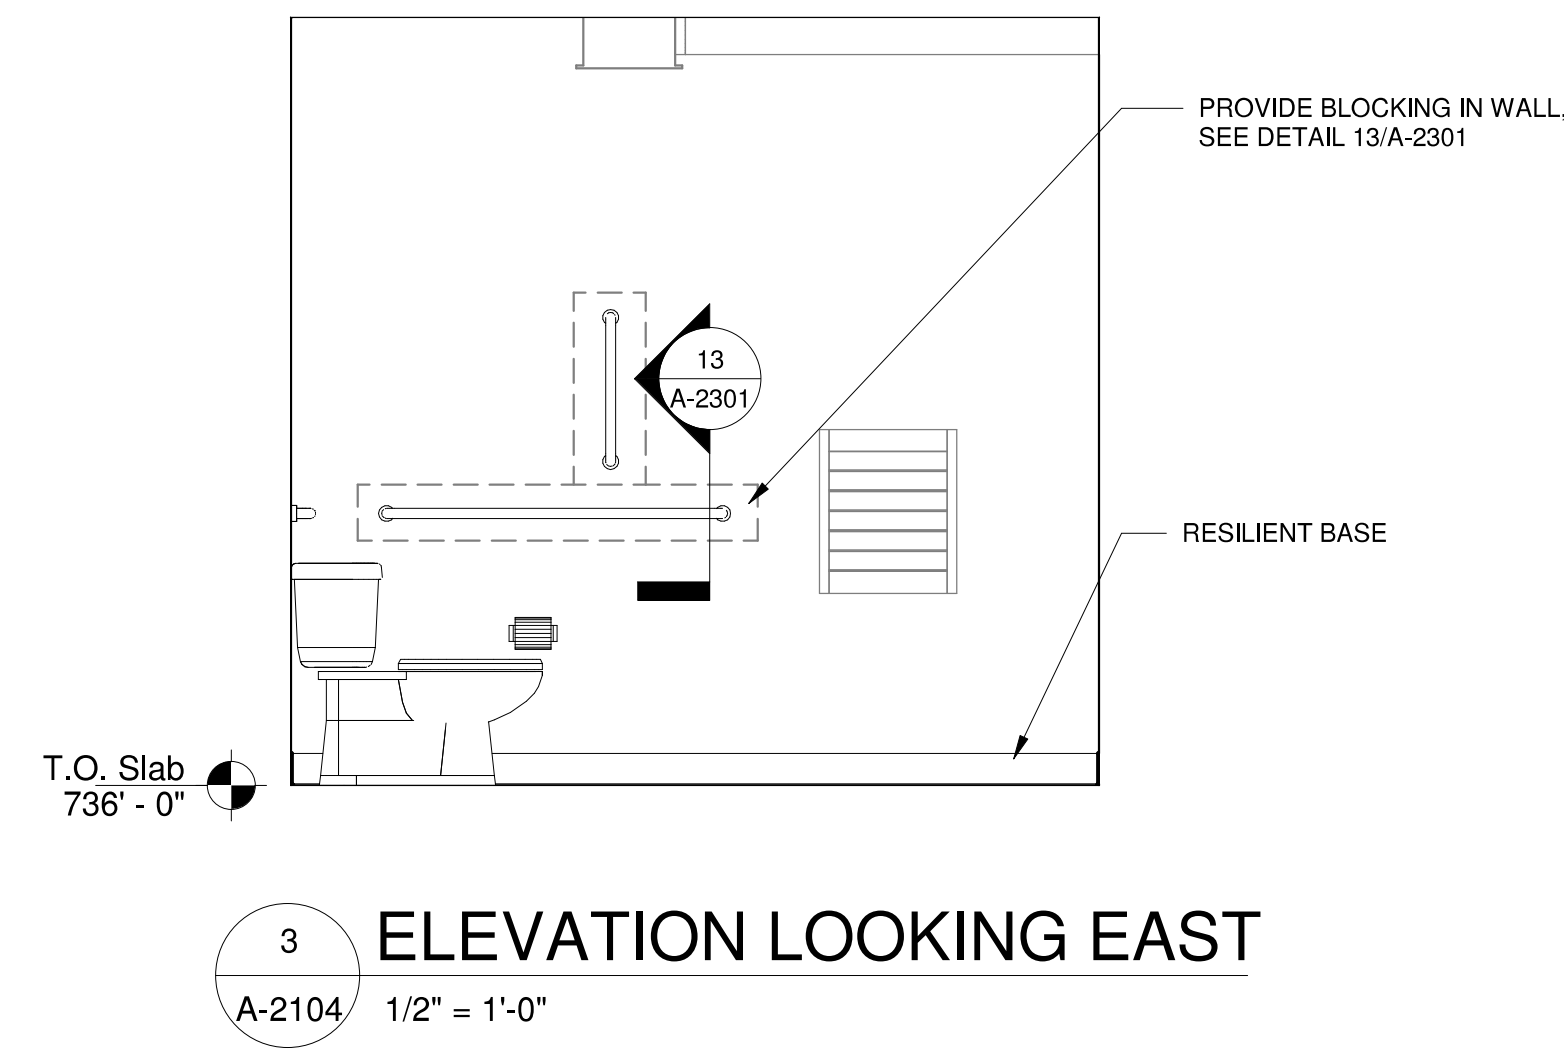 PROVIDE BLOCKING IN WALL,
SEE DETAIL 13/A-2301
13
A-2301
RESILIENT BASE
T.O. Slab
736' - 0"
3
ELEVATION LOOKING EAST
A-2104
1/2" = 1'-0"